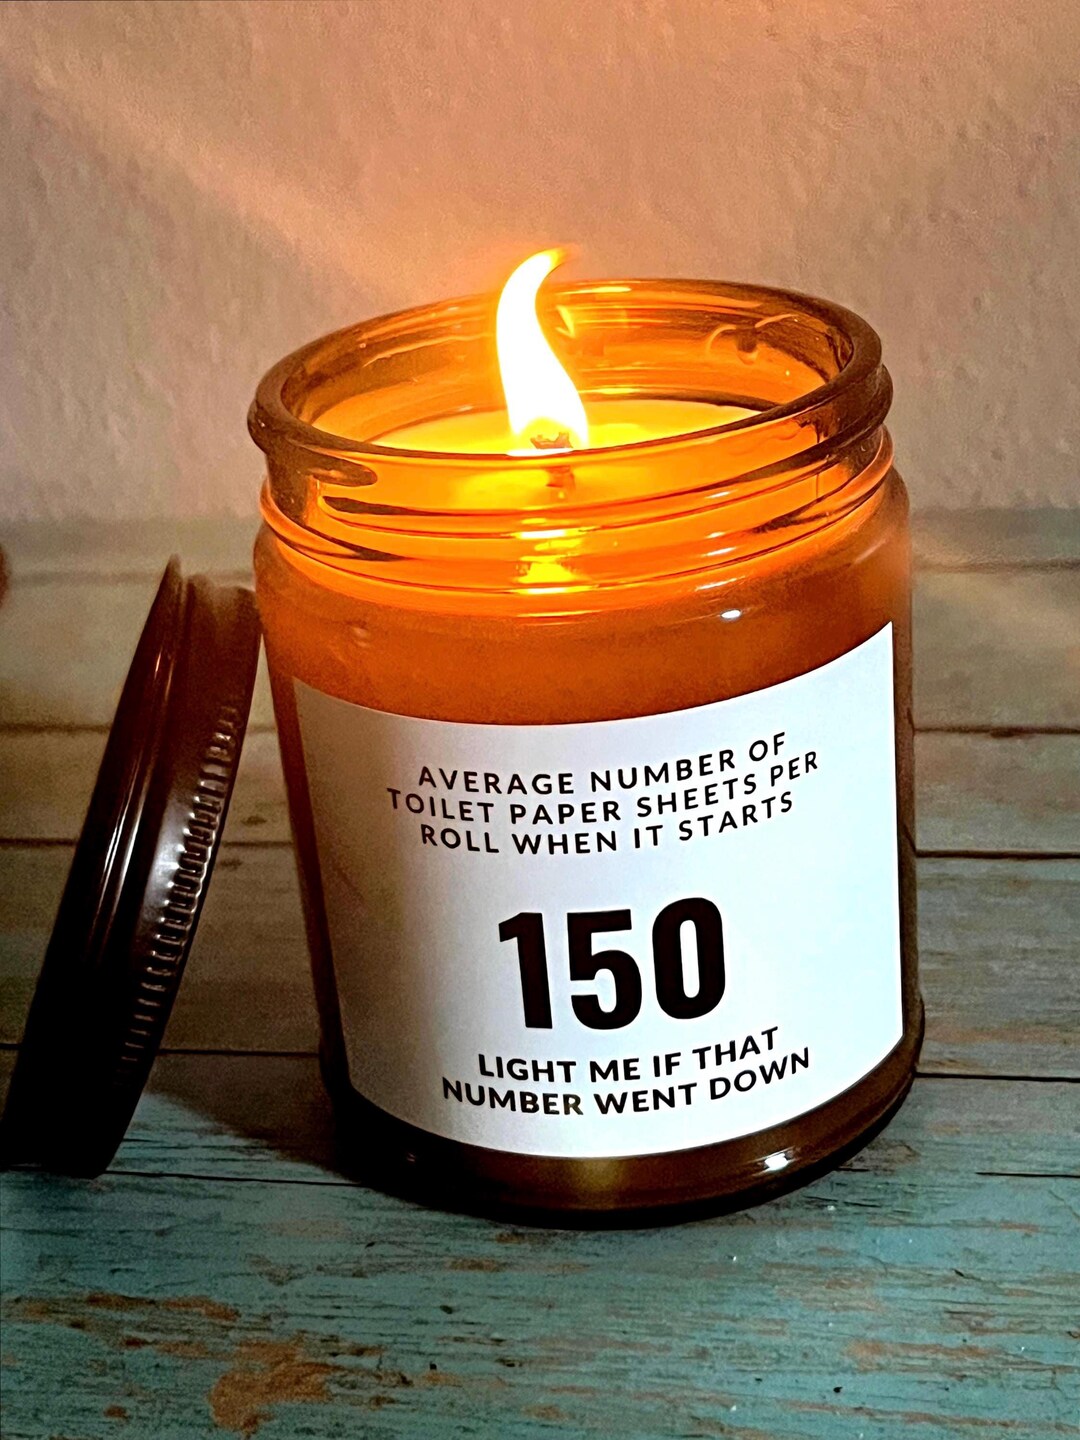 AVERAGE NUMBER OF
TOILET PAPER SHEETS PER
ROLL WHEN IT STARTS
150
LIGHT ME IF THAT
NUMBER WENT DOWN